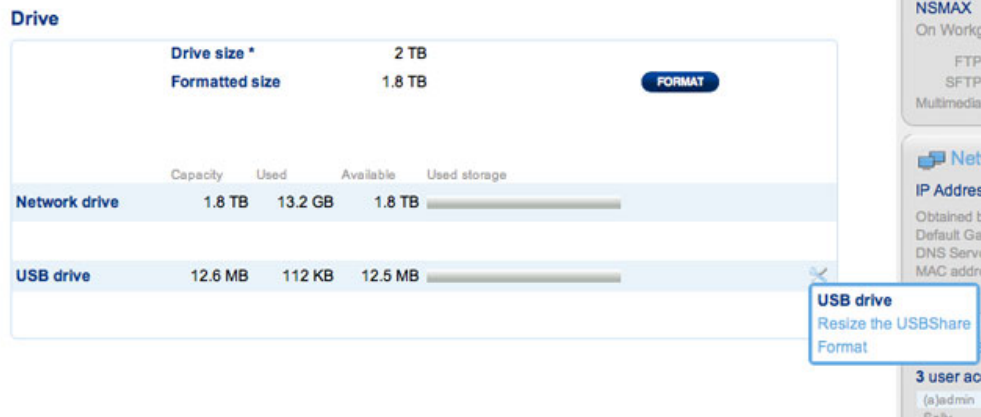 Drive
Drive size * 2 TB
Formatted size 1.8 TB FORMAT
Capacity Used Available Used storage
Network drive 1.8 TB 13.2 GB 1.8 TB
USB drive 12.6 MB 112 KB 12.5 MB
USB drive
Resize the USBShare
Format
NSMAX
On Workg
FTP
SFTP
Multimedia
Net
IP Addres
Obtained b
Default Ga
DNS Serve
MAC addre
3 user ac
(a)admin